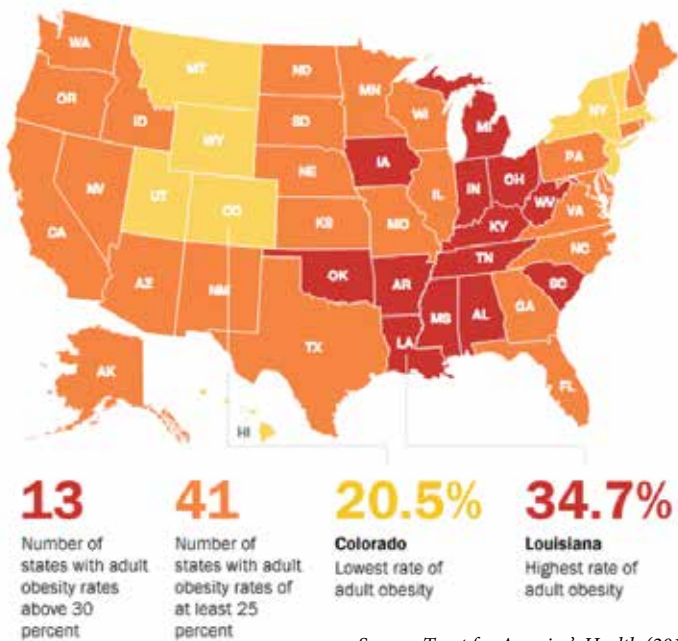 WA
MT
ND
MN
OR
ID
SD
WI
MI
NY
WY
IA
PA
NE
NV
UT
CO
IL
IN
OH
WV
VA
CA
KS
MO
KY
NC
TN
AZ
NM
OK
AR
SC
MS
AL
GA
TX
LA
AK
FL
HI
13
Number of
states with adult
obesity rates
above 30
percent
41
Number of
states with adult
obesity rates of
at least 25
percent
20.5%
Colorado
Lowest rate of
adult obesity
34.7%
Louisiana
Highest rate of
adult obesity